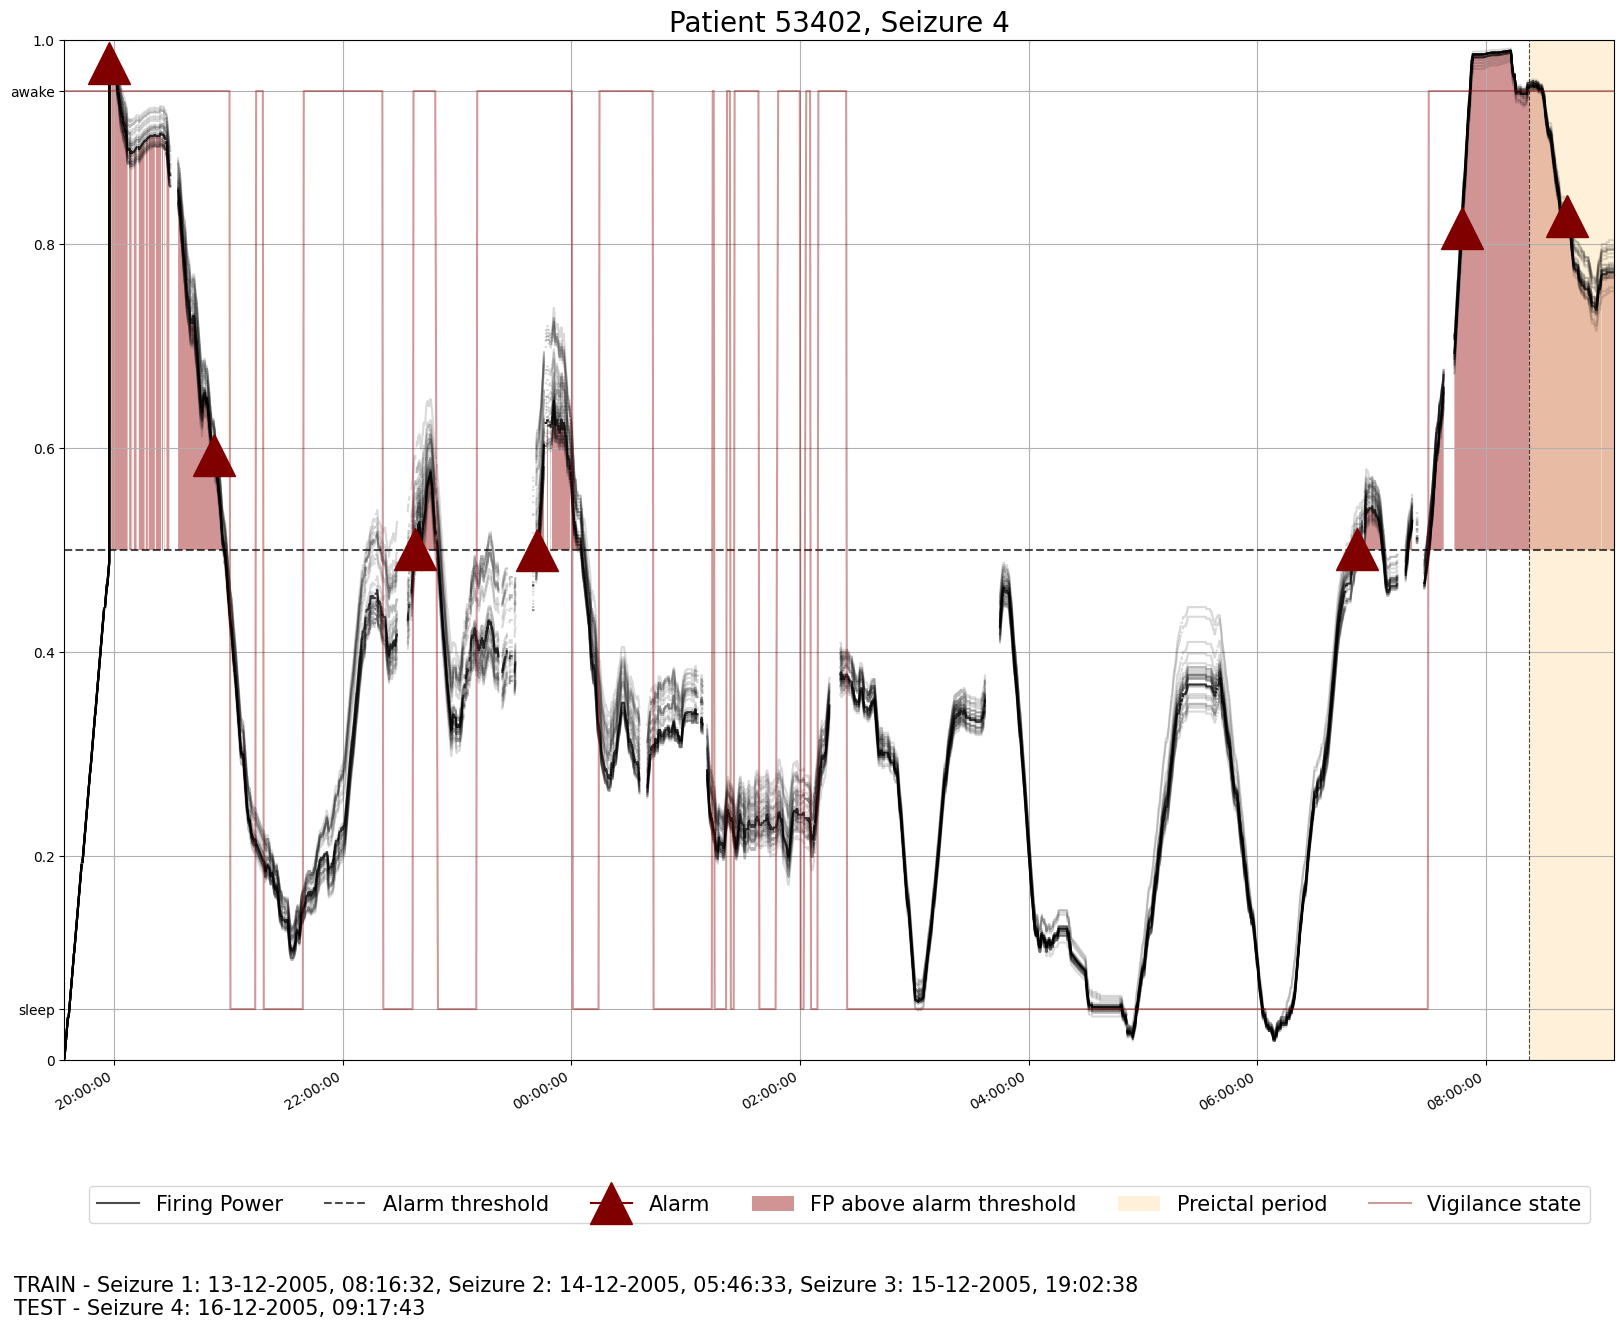 Patient 53402, Seizure 4
1.0
awake
0.8
0.6
0.4
0.2
sleep
0
20:00:00
22:00:00
00:00:00
02:00:00
04:00:00
06:00:00
08:00:00
Firing Power
Alarm threshold
Alarm
FP above alarm threshold
Preictal period
Vigilance state
TRAIN - Seizure 1: 13-12-2005, 08:16:32, Seizure 2: 14-12-2005, 05:46:33, Seizure 3: 15-12-2005, 19:02:38
TEST - Seizure 4: 16-12-2005, 09:17:43